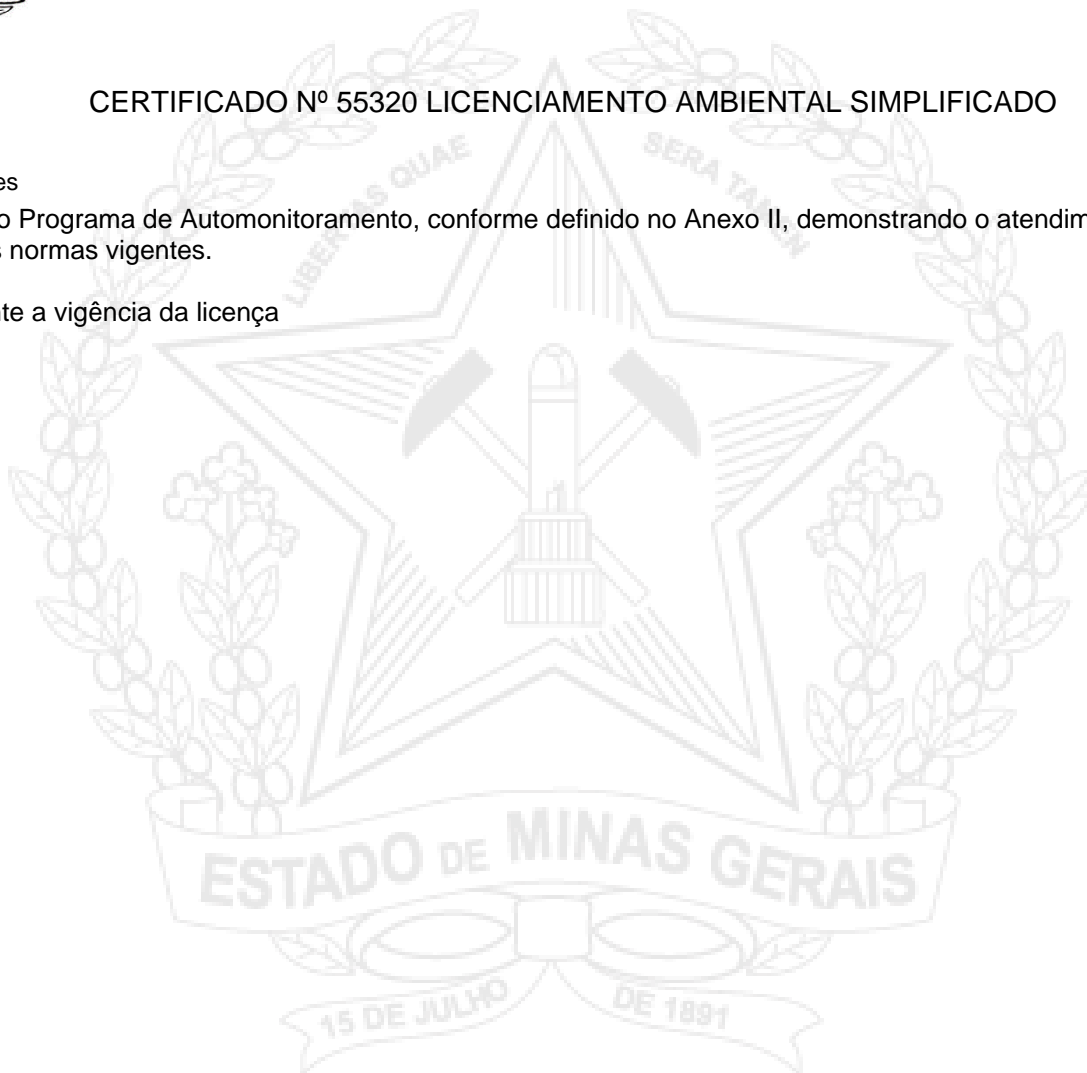 CERTIFICADO Nº 55320 LICENCIAMENTO AMBIENTAL SIMPLIFICADO
es
o Programa de Automonitoramento, conforme definido no Anexo II, demonstrando o atendim
s normas vigentes.
te a vigência da licença
LIBERTAS QUAE SERA TAMEN
ESTADO DE MINAS GERAIS
15 DE JULHO DE 1891